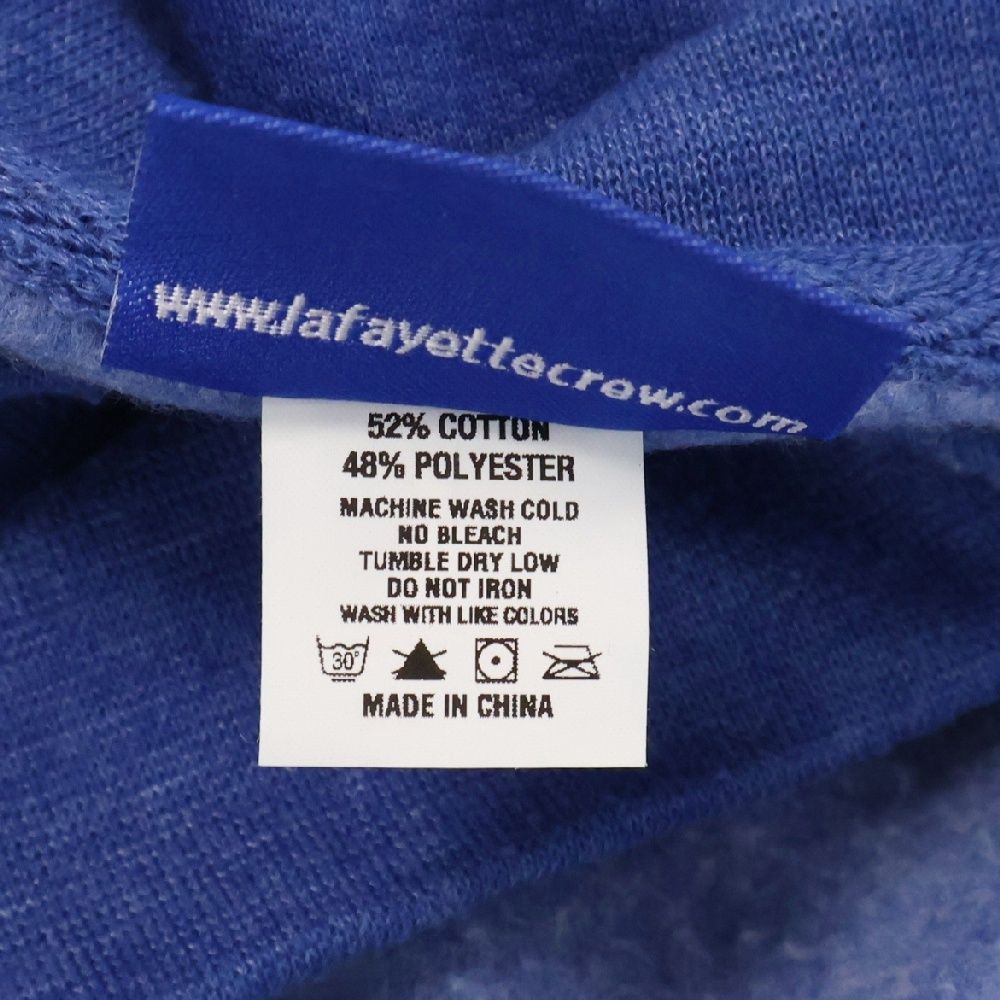 www.lafayettecrew.com
52% COTTON
48% POLYESTER
MACHINE WASH COLD
NO BLEACH
TUMBLE DRY LOW
DO NOT IRON
WASH WITH LIKE COLORS
30°
MADE IN CHINA